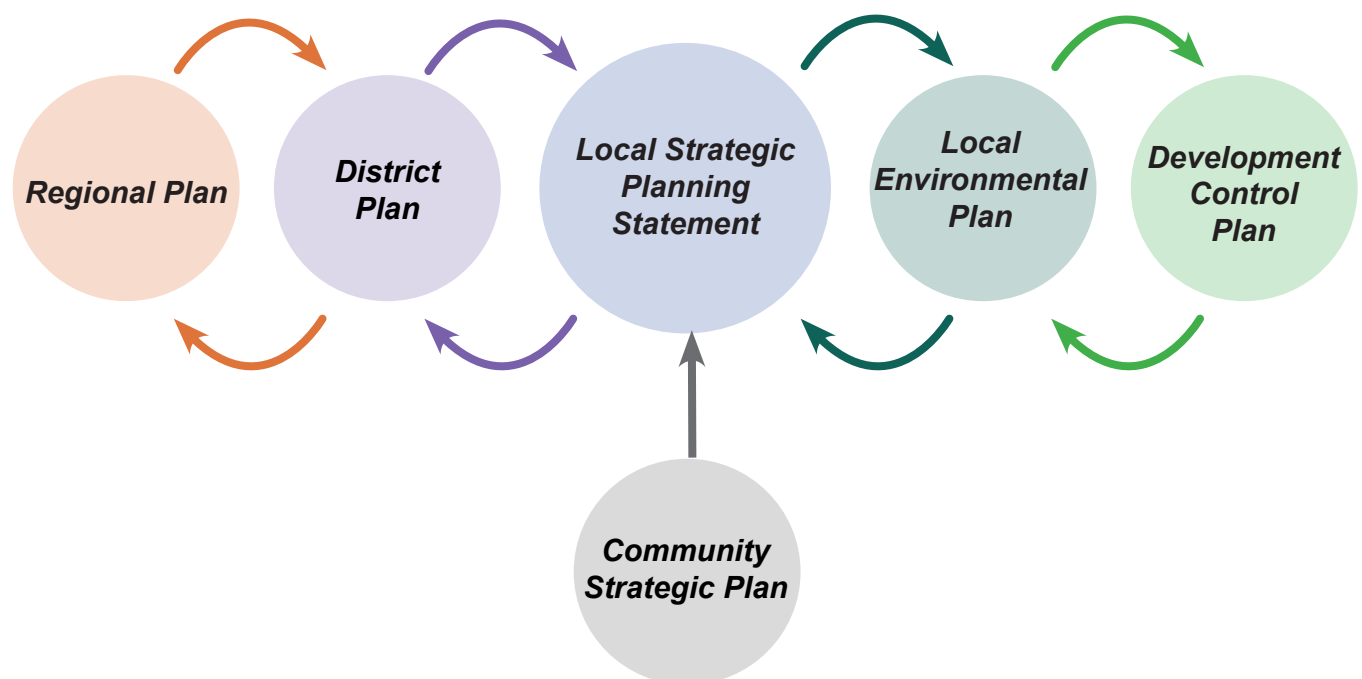 Regional Plan
District
Plan
Local Strategic
Planning
Statement
Local
Environmental
Plan
Development
Control
Plan
Community
Strategic Plan